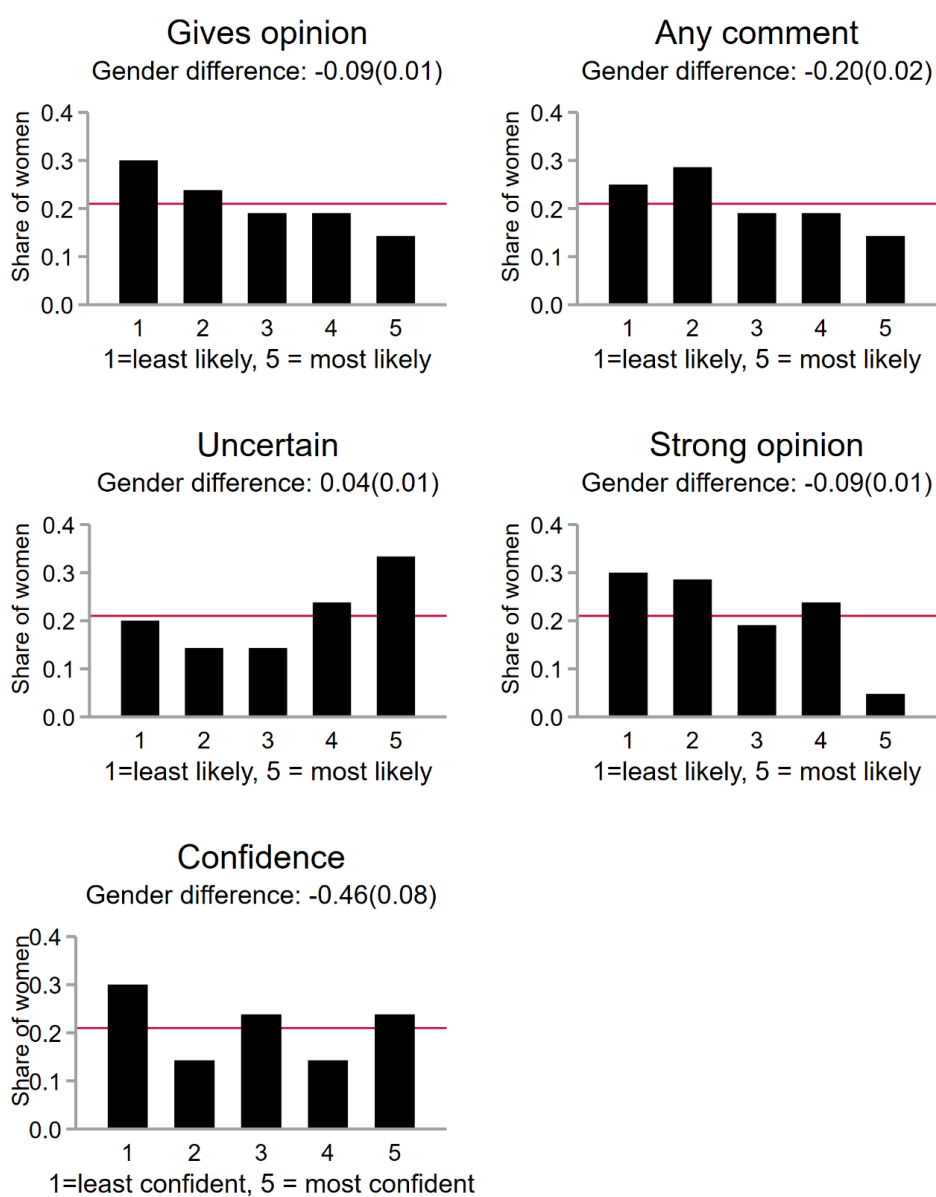 Gives opinion
Gender difference: -0.09(0.01)
Share of women
0.4
0.3
0.2
0.1
0.0
1 2 3 4 5
1=least likely, 5 = most likely
Any comment
Gender difference: -0.20(0.02)
Share of women
0.4
0.3
0.2
0.1
0.0
1 2 3 4 5
1=least likely, 5 = most likely
Uncertain
Gender difference: 0.04(0.01)
Share of women
0.4
0.3
0.2
0.1
0.0
1 2 3 4 5
1=least likely, 5 = most likely
Strong opinion
Gender difference: -0.09(0.01)
Share of women
0.4
0.3
0.2
0.1
0.0
1 2 3 4 5
1=least likely, 5 = most likely
Confidence
Gender difference: -0.46(0.08)
Share of women
0.4
0.3
0.2
0.1
0.0
1 2 3 4 5
1=least confident, 5 = most confident